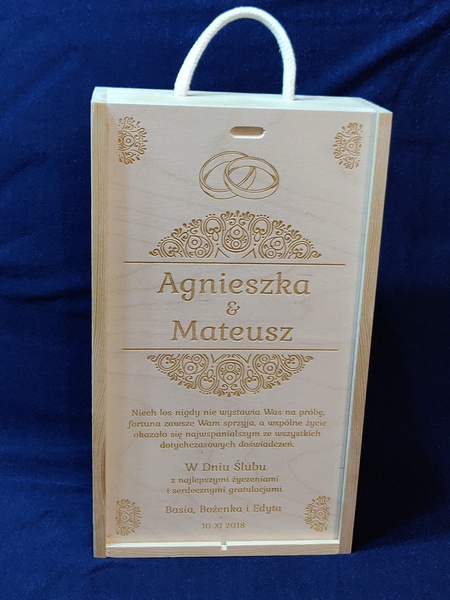 Agnieszka
&
Mateusz
Niech los nigdy nie wystawia Was na próbę,
fortuna zawsze Wam sprzyja, a wspólne życie
okazało się najwspanialszym ze wszystkich
dotychczasowych doświadczeń.
W Dniu Ślubu
z najlepszymi życzeniami
i serdecznymi gratulacjami
Basia, Bożenka i Edyta
10 XI 2018